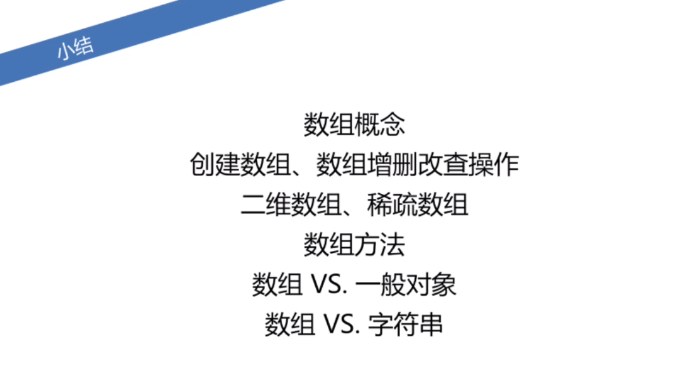 小结
数组概念
创建数组、数组增删改查操作
二维数组、稀疏数组
数组方法
数组 VS. 一般对象
数组 VS. 字符串